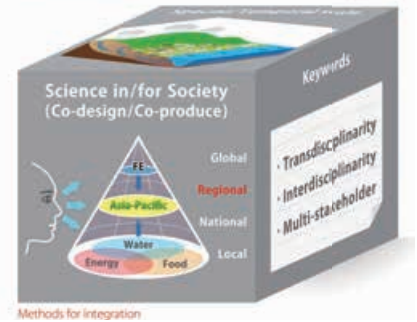 Keywords
Science in/for Society
(Co-design/Co-produce)
Global
FE
Regional
Asia-Pacific
National
Water
Local
Energy
Food
• Transdisciplinarity
• Interdisciplinarity
• Multi-stakeholder
Methods for integration